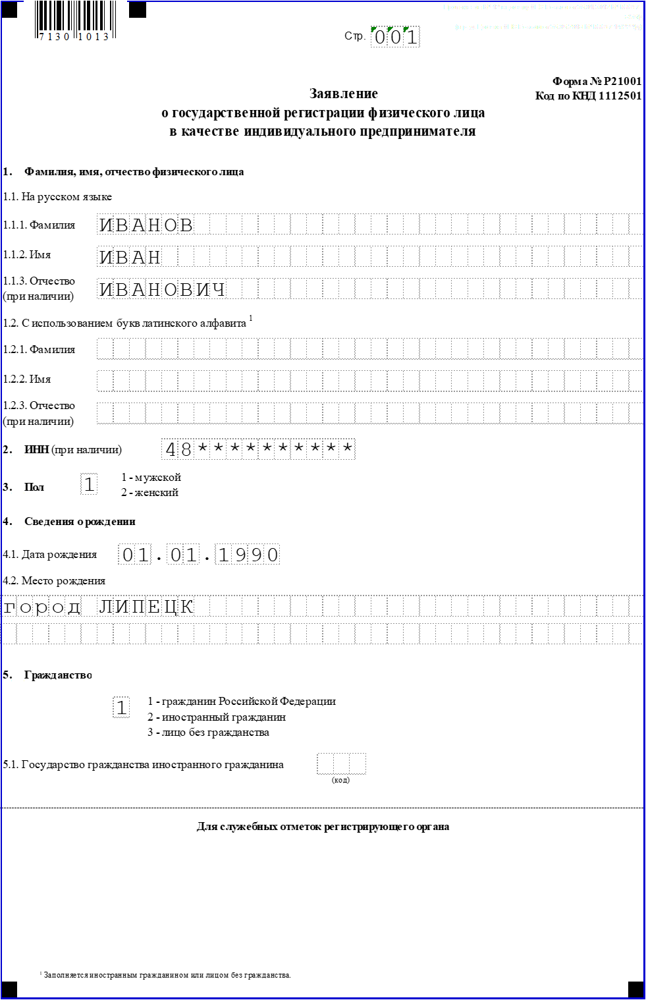 7130 1013
Стр. 001
Форма № Р21001
Код по КНД 1112501
Заявление
о государственной регистрации физического лица
в качестве индивидуального предпринимателя
1. Фамилия, имя, отчество физического лица
1.1. На русском языке
1.1.1. Фамилия ИВАНОВ
1.1.2. Имя ИВАН
1.1.3. Отчество
(при наличии) ИВАНОВИЧ
1.2. С использованием букв латинского алфавита 1
1.2.1. Фамилия
1.2.2. Имя
1.2.3. Отчество
(при наличии)
2. ИНН (при наличии) 48**********
3. Пол 1 1 - мужской
2 - женский
4. Сведения о рождении
4.1. Дата рождения 01.01.1990
4.2. Место рождения
город ЛИПЕЦК
5. Гражданство
1 1 - гражданин Российской Федерации
2 - иностранный гражданин
3 - лицо без гражданства
5.1. Государство гражданства иностранного гражданина
(код)
Для служебных отметок регистрирующего органа
1 Заполняется иностранным гражданином или лицом без гражданства.